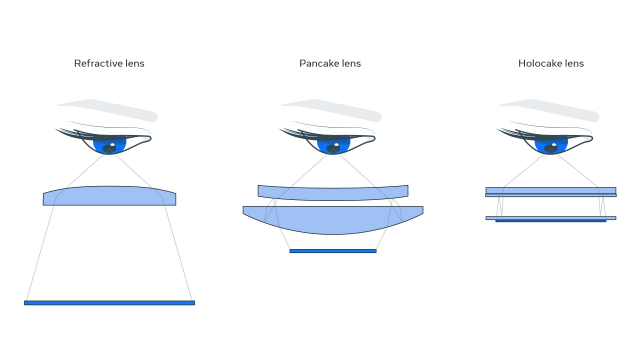 Refractive lens
Pancake lens
Holocake lens